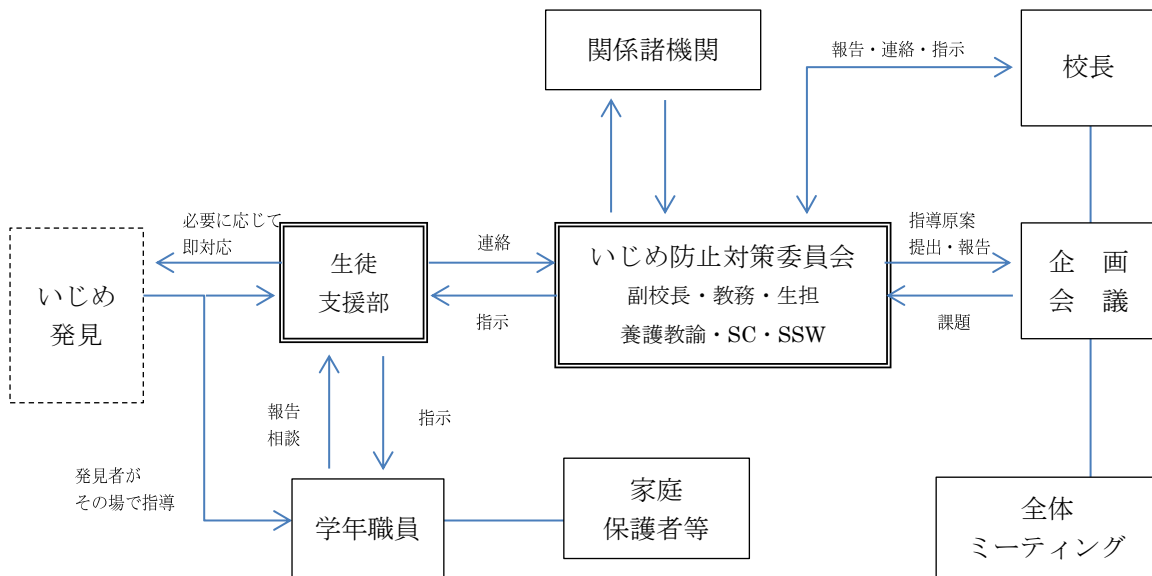 関係諸機関
報告・連絡・指示
校長
必要に応じて
即対応
いじめ
発見
生徒
支援部
連絡
指示
いじめ防止対策委員会
副校長・教務・生担
養護教諭・SC・SSW
指導原案
提出・報告
課題
企　画
会　議
報告
相談
指示
発見者が
その場で指導
学年職員
家庭
保護者等
全体
ミーティング